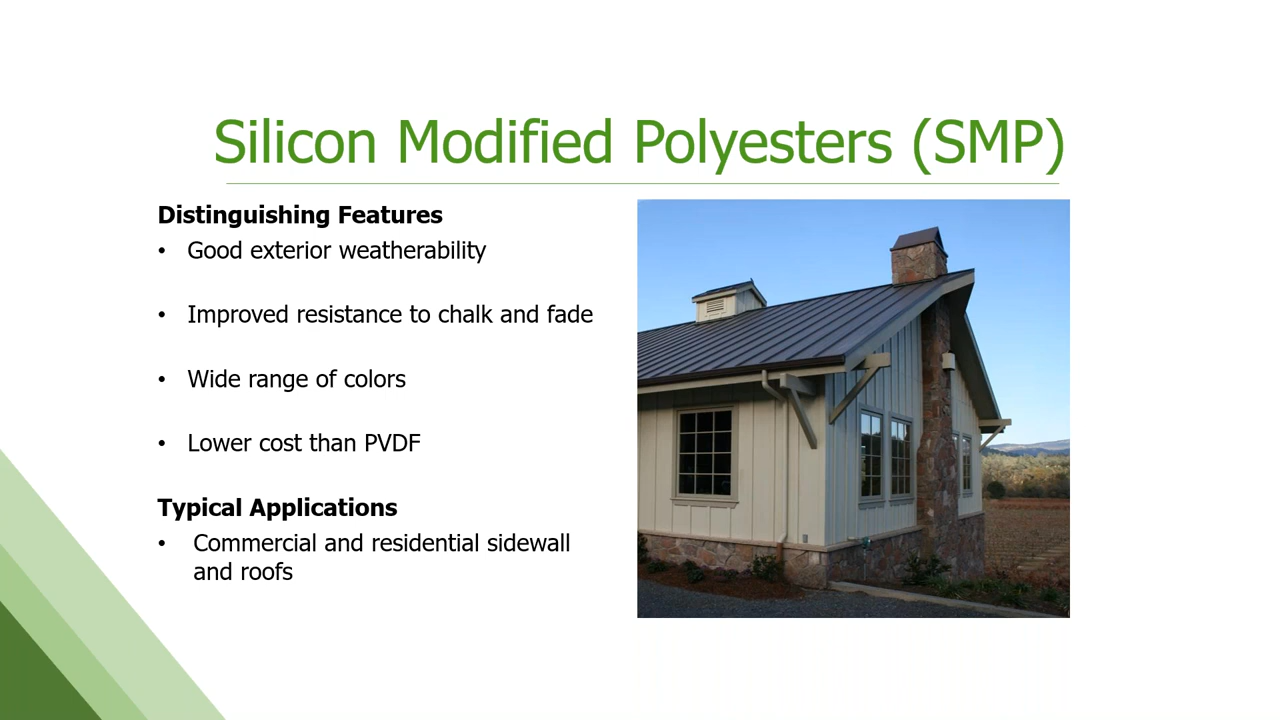 Silicon Modified Polyesters (SMP)
Distinguishing Features
• Good exterior weatherability
• Improved resistance to chalk and fade
• Wide range of colors
• Lower cost than PVDF
Typical Applications
• Commercial and residential sidewall
and roofs